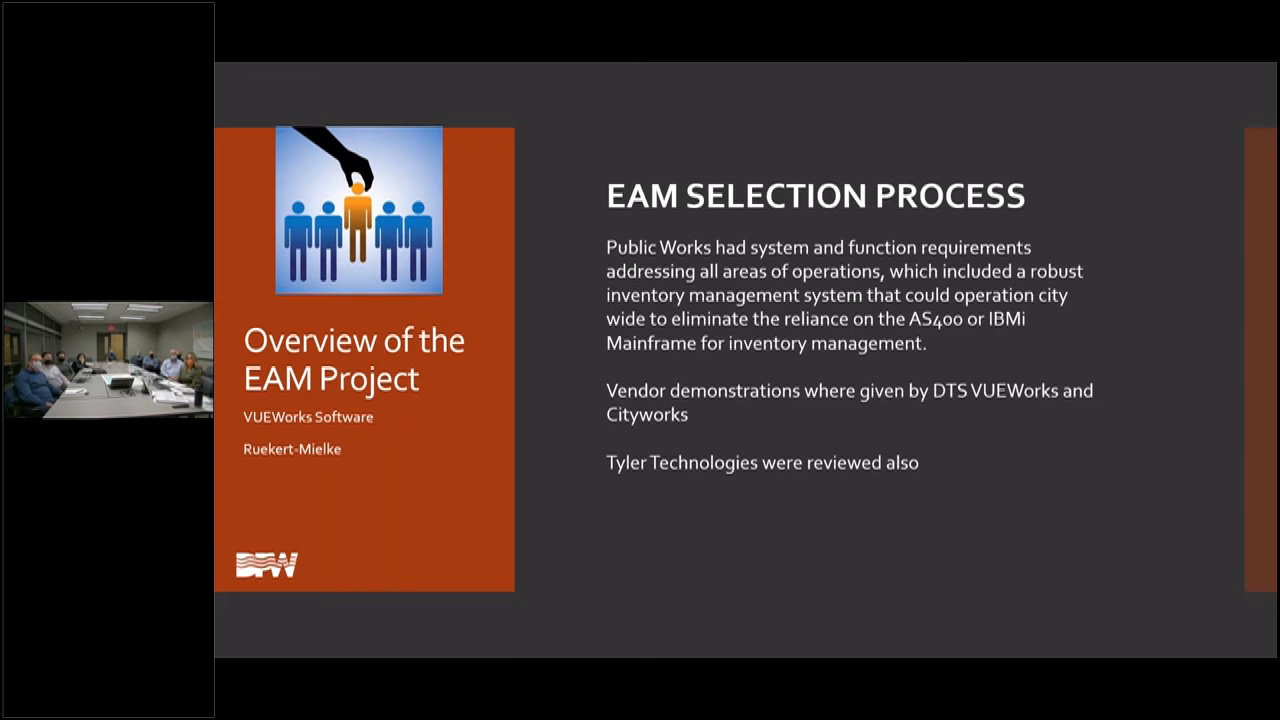 Overview of the
EAM Project
VUEWorks Software
Ruekert-Mielke
DPW
EAM SELECTION PROCESS
Public Works had system and function requirements
addressing all areas of operations, which included a robust
inventory management system that could operation city
wide to eliminate the reliance on the AS400 or IBMi
Mainframe for inventory management.
Vendor demonstrations where given by DTS VUEWorks and
Cityworks
Tyler Technologies were reviewed also